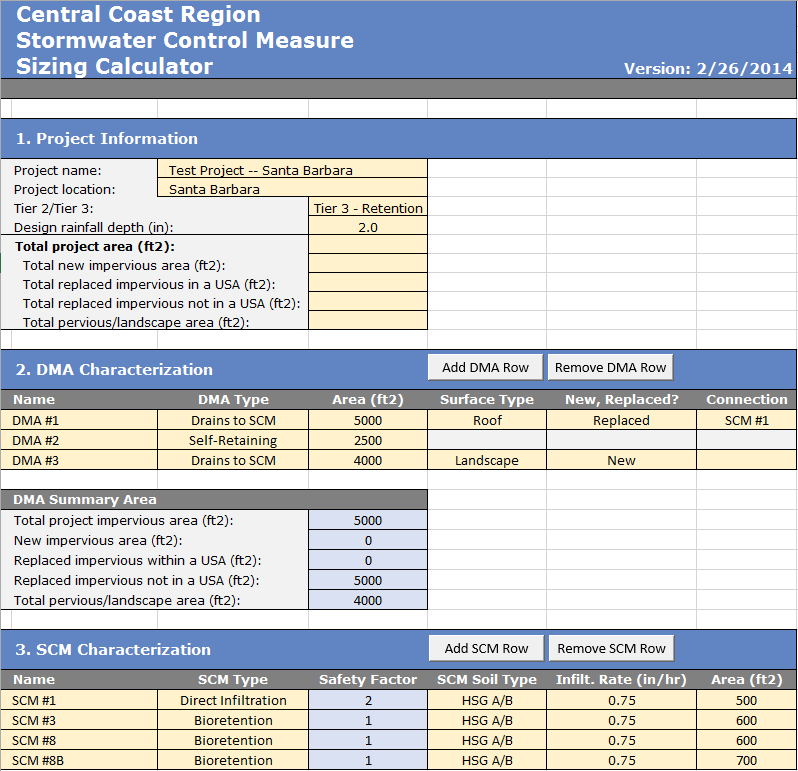 Central Coast Region
Stormwater Control Measure
Sizing Calculator
Version: 2/26/2014
1. Project Information
Project name: Test Project -- Santa Barbara
Project location: Santa Barbara
Tier 2/Tier 3: Tier 3 - Retention
Design rainfall depth (in): 2.0
Total project area (ft2):
Total new impervious area (ft2):
Total replaced impervious in a USA (ft2):
Total replaced impervious not in a USA (ft2):
Total pervious/landscape area (ft2):
2. DMA Characterization Add DMA Row Remove DMA Row
Name DMA Type Area (ft2) Surface Type New, Replaced? Connection
DMA #1 Drains to SCM 5000 Roof Replaced SCM #1
DMA #2 Self-Retaining 2500
DMA #3 Drains to SCM 4000 Landscape New
DMA Summary Area
Total project impervious area (ft2): 5000
New impervious area (ft2): 0
Replaced impervious within a USA (ft2): 0
Replaced impervious not in a USA (ft2): 5000
Total pervious/landscape area (ft2): 4000
3. SCM Characterization Add SCM Row Remove SCM Row
Name SCM Type Safety Factor SCM Soil Type Infilt. Rate (in/hr) Area (ft2)
SCM #1 Direct Infiltration 2 HSG A/B 0.75 500
SCM #3 Bioretention 1 HSG A/B 0.75 600
SCM #8 Bioretention 1 HSG A/B 0.75 600
SCM #8B Bioretention 1 HSG A/B 0.75 700